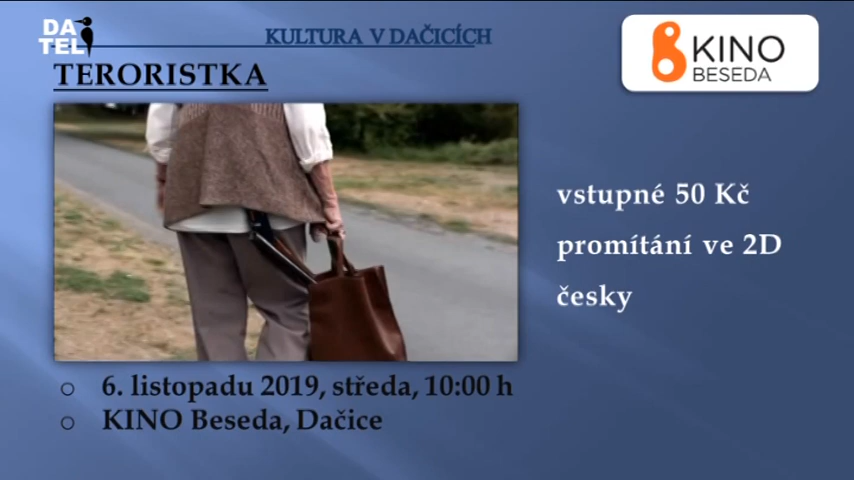 DA
TEL
KULTURA V DAČICÍCH
KINO
BESEDA
TERORISTKA
vstupné 50 Kč
promítání ve 2D
česky
o 6. listopadu 2019, středa, 10:00 h
o KINO Beseda, Dačice